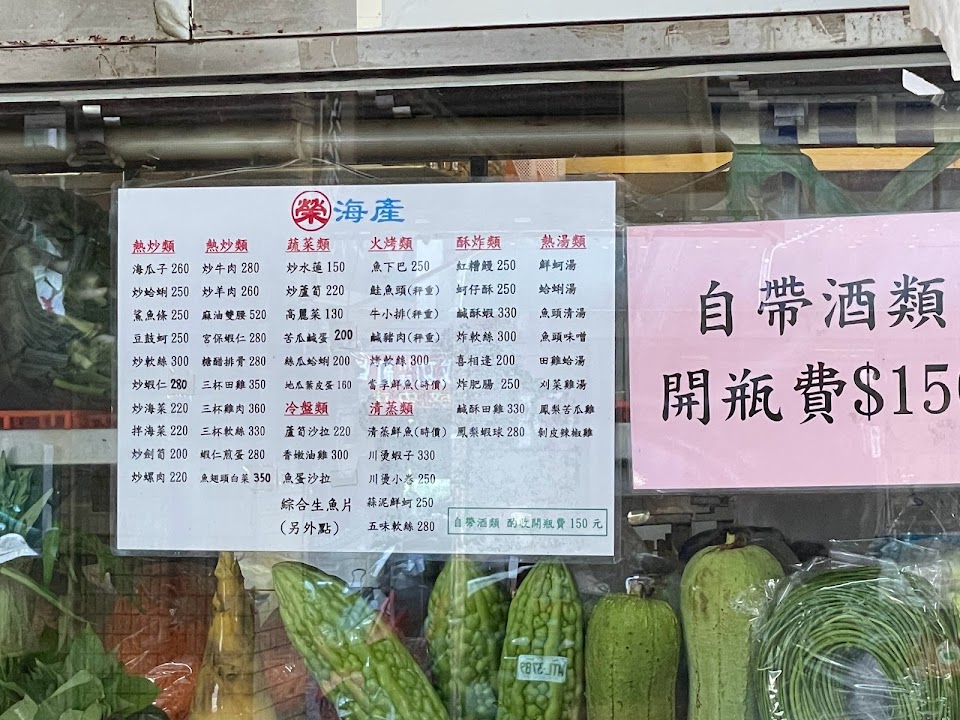 榮海產
熱炒類
海瓜子 260
炒蛤蜊 250
鯊魚條 250
豆鼓蚵 250
炒軟絲 300
炒蝦仁 280
炒海菜 220
拌海菜 220
炒劍筍 200
炒螺肉 220
熱炒類
炒牛肉 280
炒羊肉 260
麻油雙腰 520
宮保蝦仁 280
糖醋排骨 280
三杯田雞 350
三杯雞肉 360
三杯軟絲 330
蝦仁煎蛋 280
魚翅頭白菜 350
蔬菜類
炒水蓮 150
炒蘆筍 220
高麗菜 130
苦瓜鹹蛋 200
絲瓜蛤蜊 200
地瓜葉皮蛋 160
冷盤類
蘆筍沙拉 220
香嫩油雞 300
魚蛋沙拉
綜合生魚片
(另外點)
火烤類
魚下巴 250
鮭魚頭(秤重)
牛小排(秤重)
鹹豬肉(秤重)
烤軟絲 300
當季鮮魚(時價)
清蒸類
清蒸鮮魚(時價)
川燙蝦子 330
川燙小卷 250
蒜泥鮮蚵 250
五味軟絲 280
酥炸類
紅糟鰻 250
蚵仔酥 250
鹹酥蝦 330
炸軟絲 300
喜相逢 200
炸肥腸 250
鹹酥田雞 330
鳳梨蝦球 280
熱湯類
鮮蚵湯
蛤蜊湯
魚頭清湯
魚頭味噌
田雞蛤湯
刈菜雞湯
鳳梨苦瓜雞
剝皮辣椒雞
自帶酒類 酌收開瓶費 150 元
自帶酒類
開瓶費$150
WTL-3789